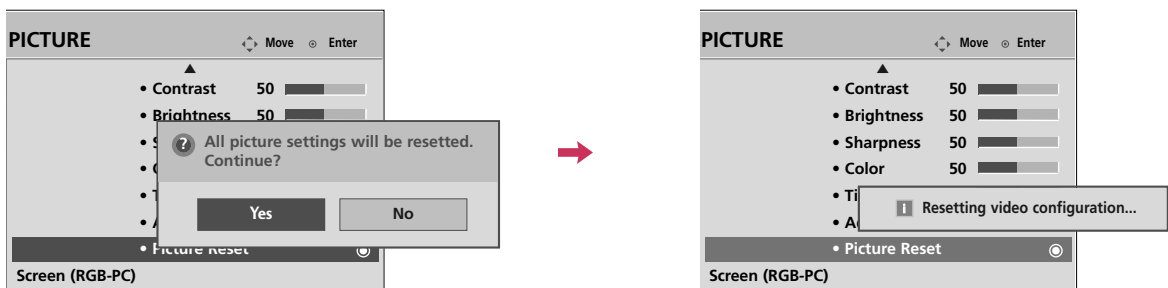 PICTURE
Move
Enter
• Contrast 50
• Brightness 50
• S
• C
• T
• A
• Picture Reset
Screen (RGB-PC)
? All picture settings will be resetted.
Continue?
Yes
No
PICTURE
Move
Enter
• Contrast 50
• Brightness 50
• Sharpness 50
• Color 50
• Ti
• A
• Picture Reset
Screen (RGB-PC)
i Resetting video configuration...